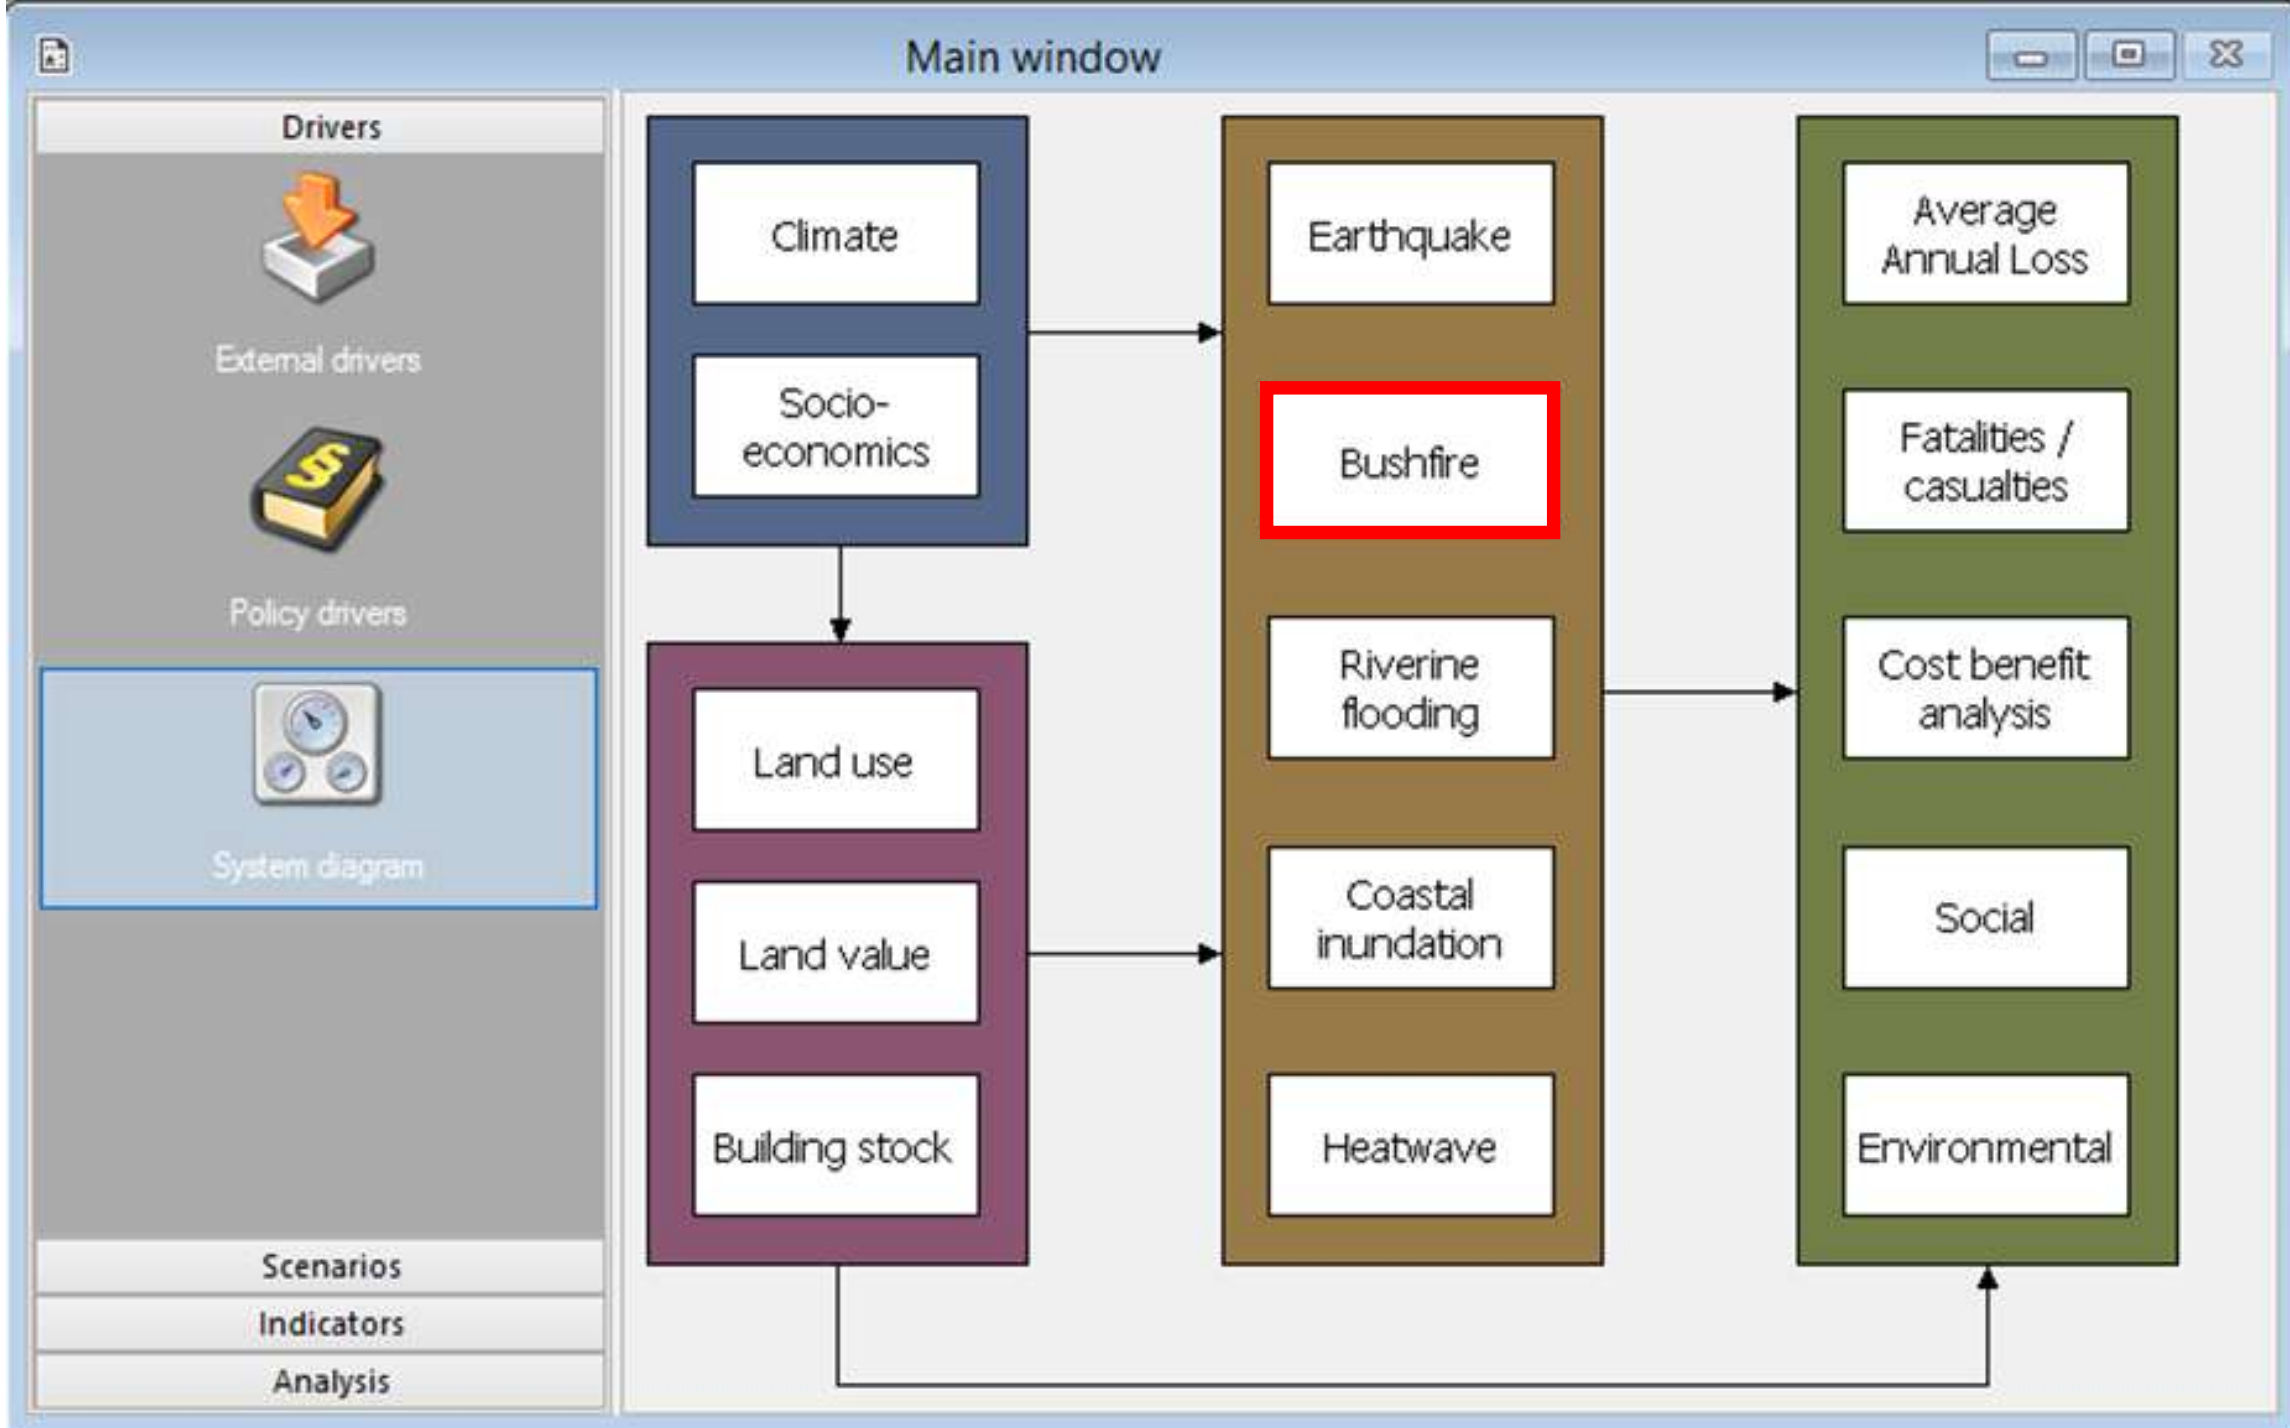 Main window
Drivers
External drivers
Policy drivers
System diagram
Scenarios
Indicators
Analysis
Climate
Socio-
economics
Land use
Land value
Building stock
Earthquake
Bushfire
Riverine
flooding
Coastal
inundation
Heatwave
Average
Annual Loss
Fatalities /
casualties
Cost benefit
analysis
Social
Environmental